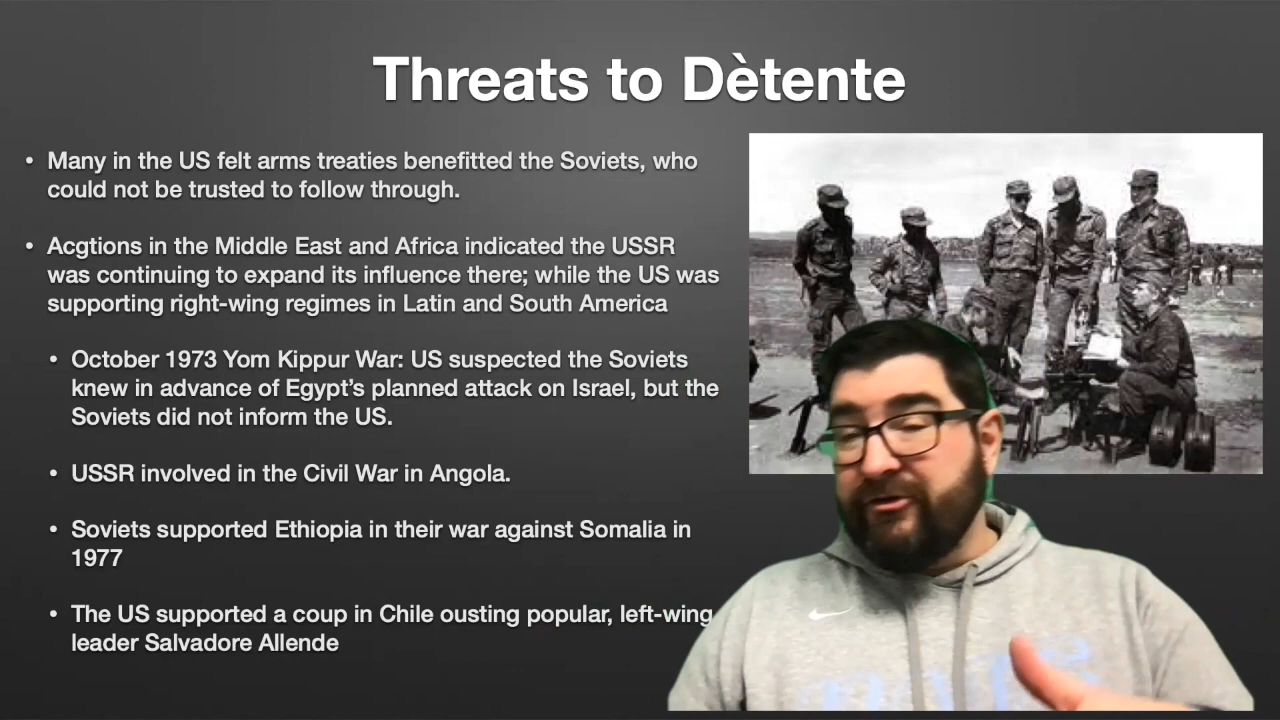 Threats to Dètente
• Many in the US felt arms treaties benefitted the Soviets, who
could not be trusted to follow through.
• Acgtions in the Middle East and Africa indicated the USSR
was continuing to expand its influence there; while the US was
supporting right-wing regimes in Latin and South America
• October 1973 Yom Kippur War: US suspected the Soviets
knew in advance of Egypt’s planned attack on Israel, but the
Soviets did not inform the US.
• USSR involved in the Civil War in Angola.
• Soviets supported Ethiopia in their war against Somalia in
1977
• The US supported a coup in Chile ousting popular, left-wing
leader Salvadore Allende